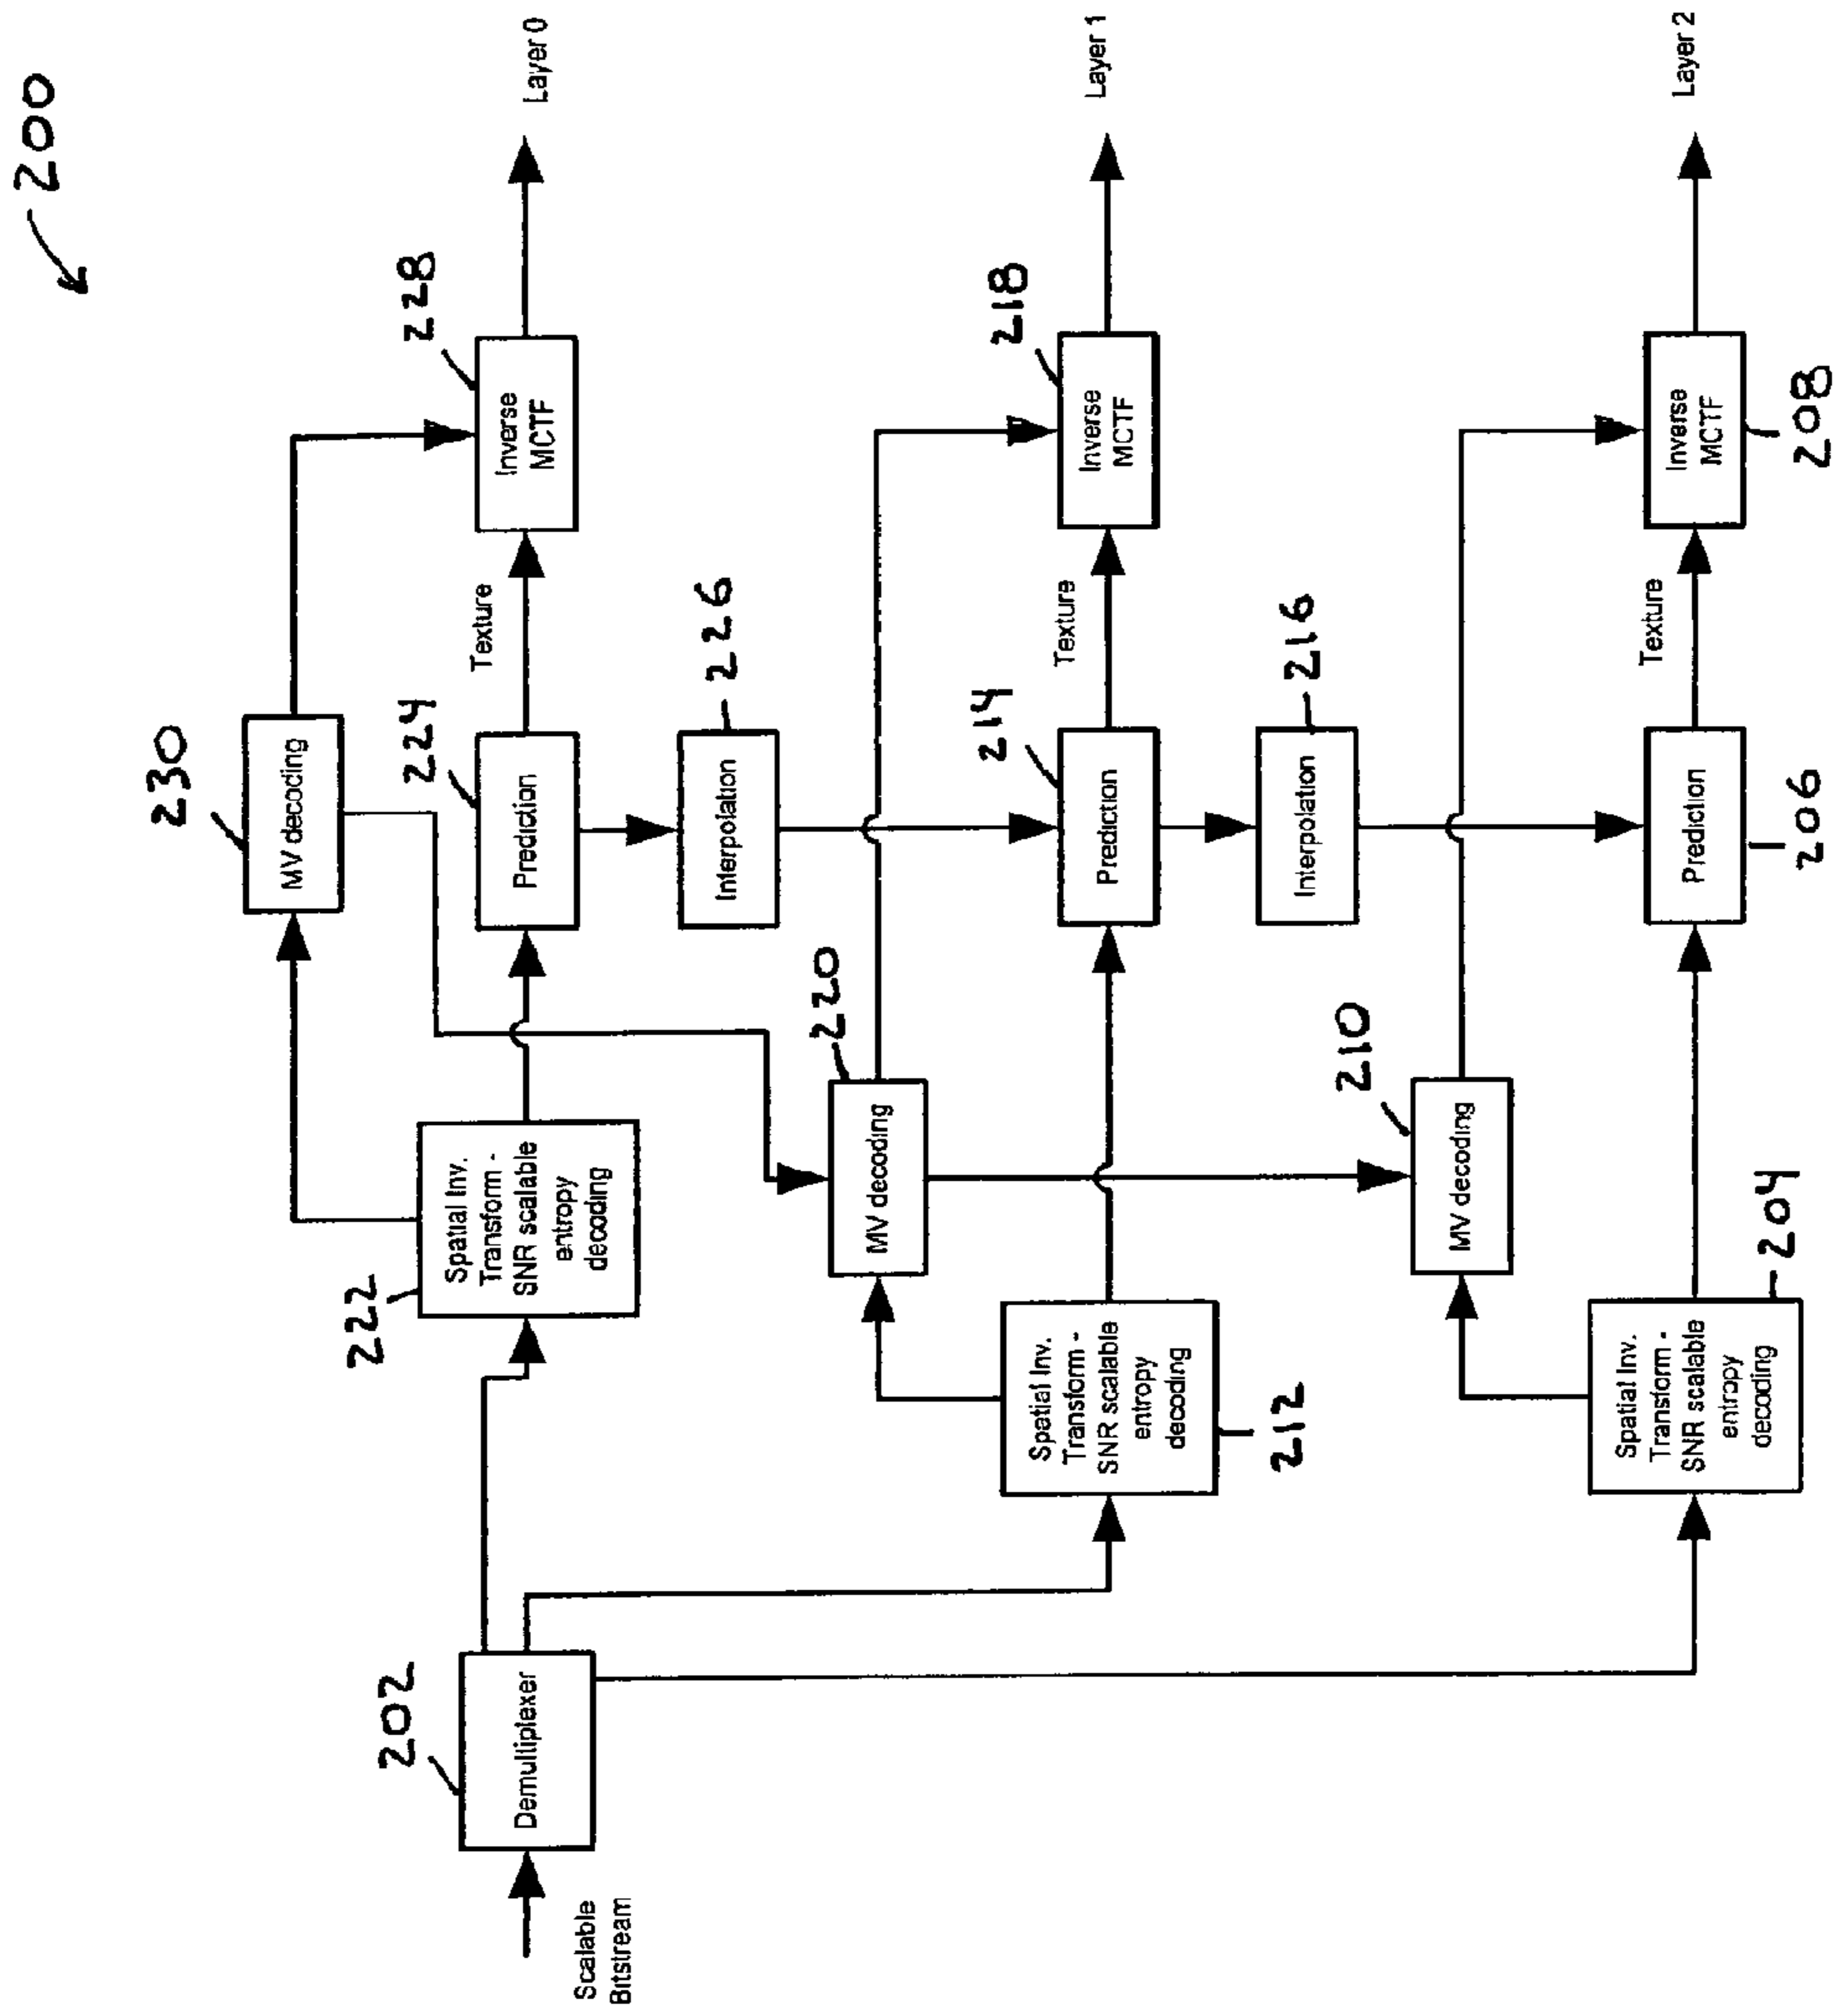 200
Scalable
Bitstream
202
Demultiplexer
222
Spatial Inv.
Transform -
SNR scalable
entropy
decoding
230
MV decoding
224
Prediction
Texture
228
Inverse
MCTF
Layer 0
226
Interpolation
212
Spatial Inv.
Transform -
SNR scalable
entropy
decoding
220
MV decoding
214
Prediction
Texture
218
Inverse
MCTF
Layer 1
216
Interpolation
204
Spatial Inv.
Transform -
SNR scalable
entropy
decoding
210
MV decoding
206
Prediction
Texture
208
Inverse
MCTF
Layer 2